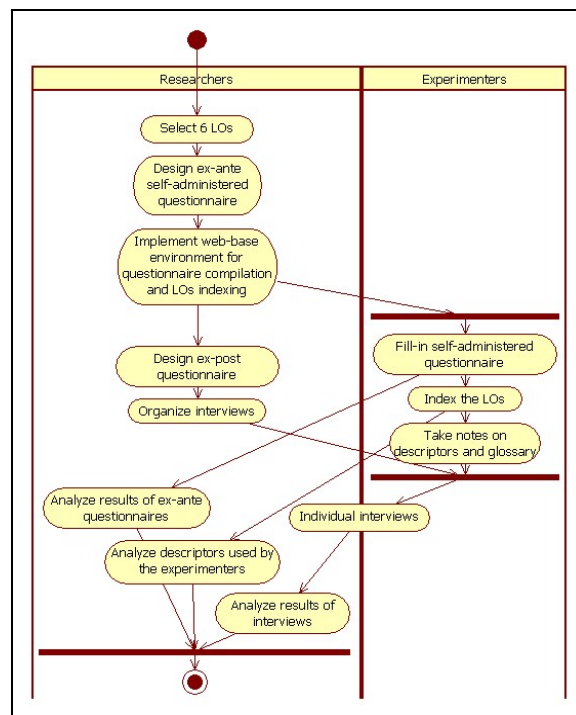 Researchers
Experimenters
Select 6 LOs
Design ex-ante
self-administered
questionnaire
Implement web-base
environment for
questionnaire compilation
and LOs indexing
Fill-in self-administered
questionnaire
Design ex-post
questionnaire
Index the LOs
Organize interviews
Take notes on
descriptors and glossary
Analyze results of ex-ante
questionnaires
Individual interviews
Analyze descriptors used by
the experimenters
Analyze results of
interviews